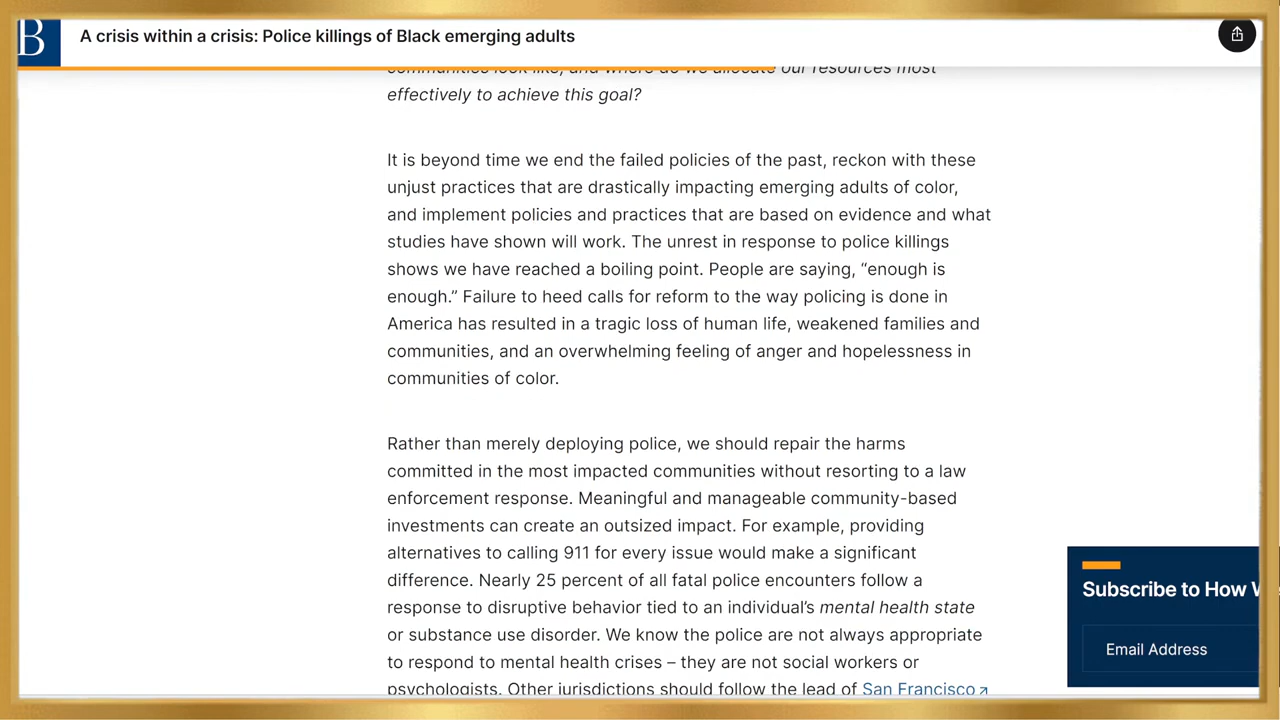 B
A crisis within a crisis: Police killings of Black emerging adults
communities look like, and where do we allocate our resources most
effectively to achieve this goal?
It is beyond time we end the failed policies of the past, reckon with these
unjust practices that are drastically impacting emerging adults of color,
and implement policies and practices that are based on evidence and what
studies have shown will work. The unrest in response to police killings
shows we have reached a boiling point. People are saying, “enough is
enough.” Failure to heed calls for reform to the way policing is done in
America has resulted in a tragic loss of human life, weakened families and
communities, and an overwhelming feeling of anger and hopelessness in
communities of color.
Rather than merely deploying police, we should repair the harms
committed in the most impacted communities without resorting to a law
enforcement response. Meaningful and manageable community-based
investments can create an outsized impact. For example, providing
alternatives to calling 911 for every issue would make a significant
difference. Nearly 25 percent of all fatal police encounters follow a
response to disruptive behavior tied to an individual’s mental health state
or substance use disorder. We know the police are not always appropriate
to respond to mental health crises – they are not social workers or
psychologists. Other jurisdictions should follow the lead of San Francisco
Subscribe to How
Email Address